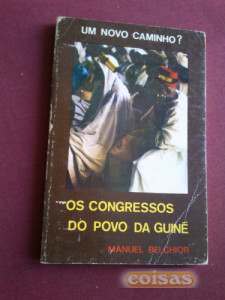 UM NOVO CAMINHO?
OS CONGRESSOS
DO POVO DA GUINÉ
MANUEL BELCHIOR
coisas